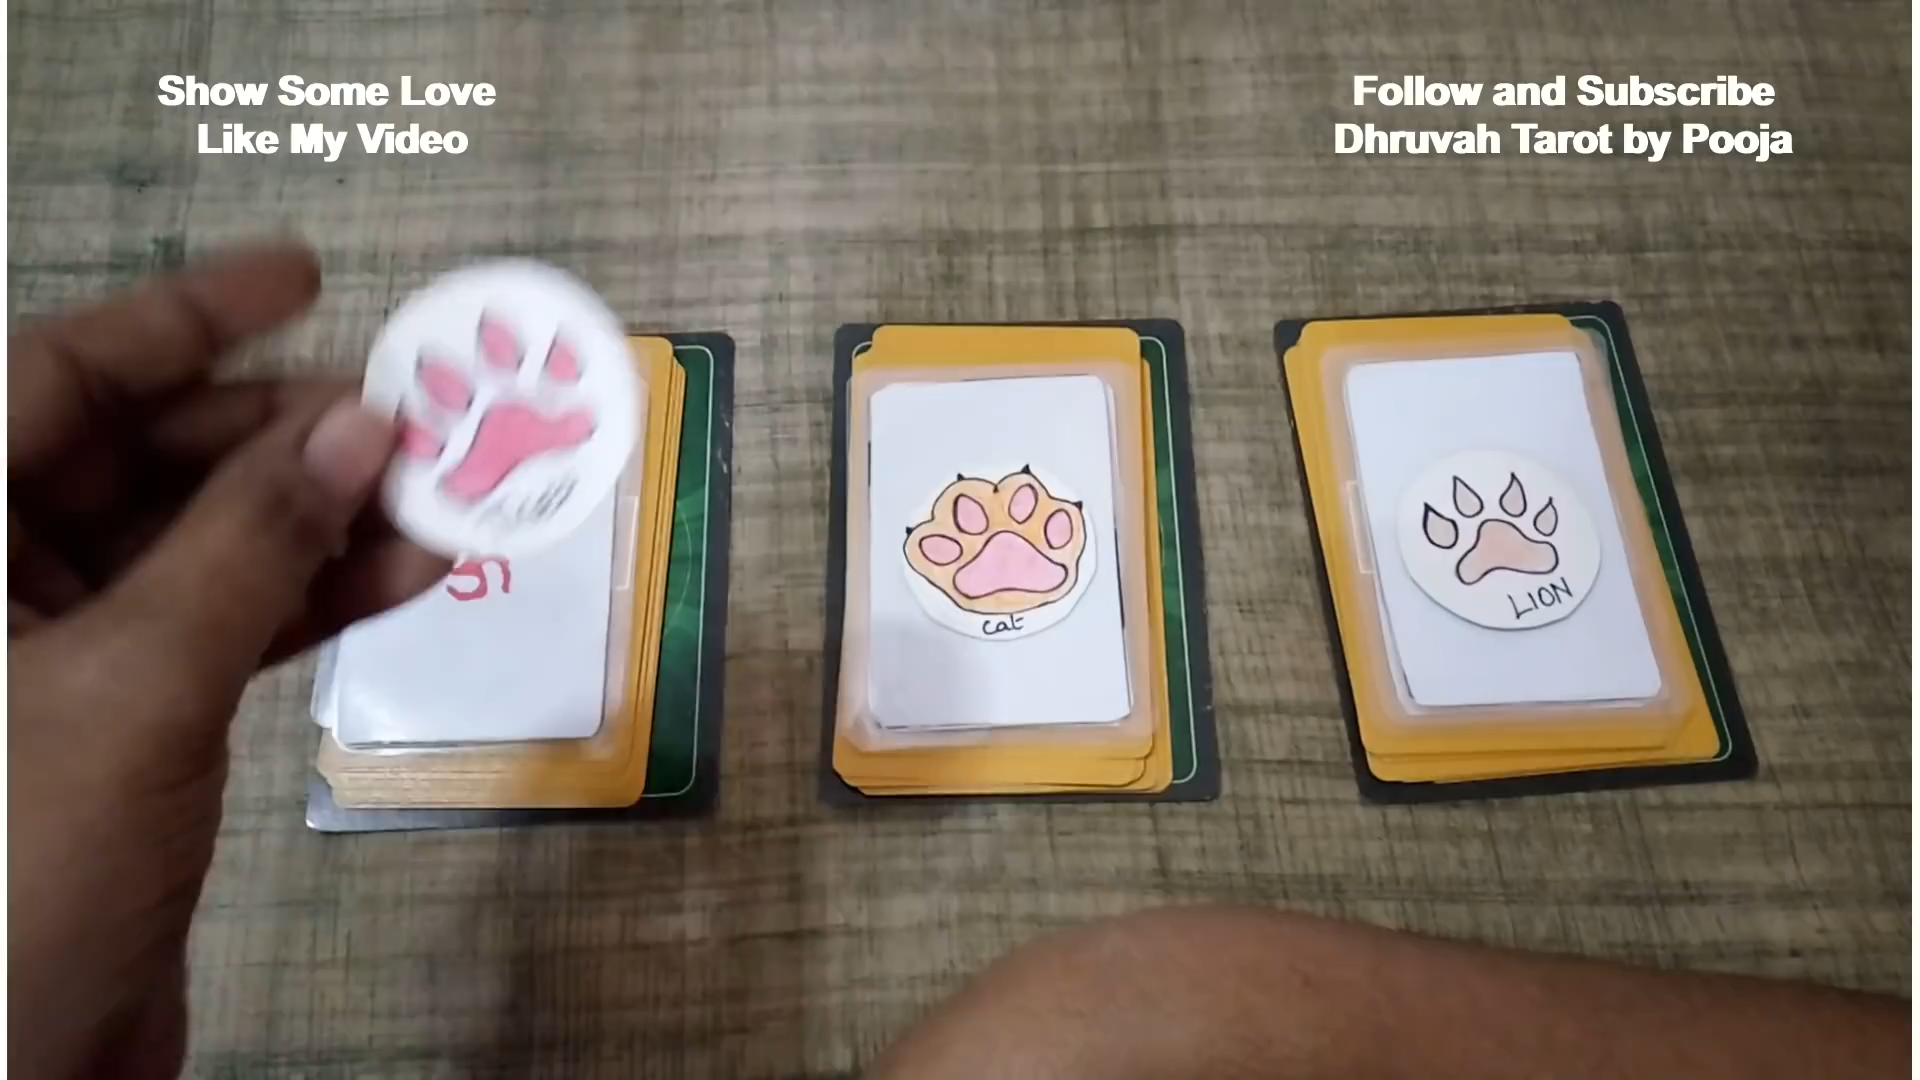 Show Some Love
Like My Video
Follow and Subscribe
Dhruvah Tarot by Pooja
cat
LION